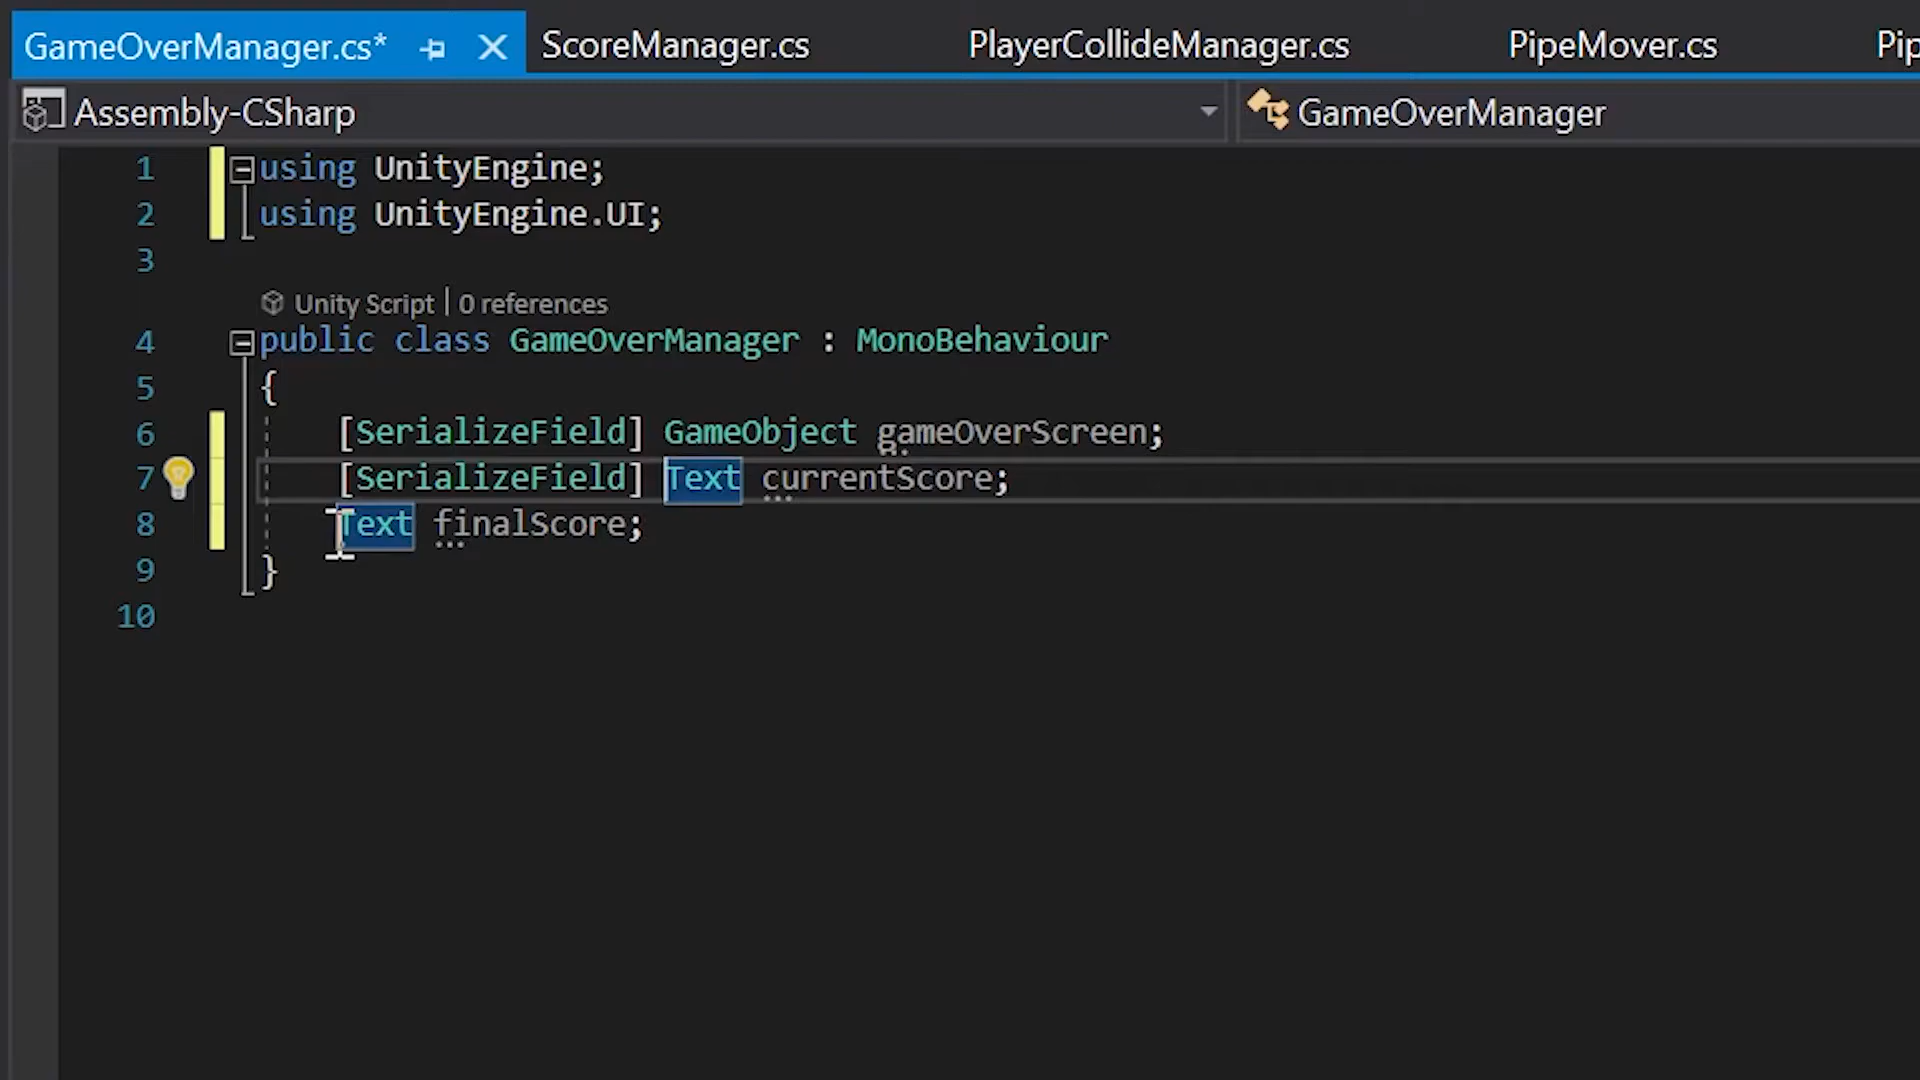 GameOverManager.cs* ScoreManager.cs PlayerCollideManager.cs PipeMover.cs Pip
Assembly-CSharp GameOverManager
1 using UnityEngine;
2 using UnityEngine.UI;
3
Unity Script | 0 references
4 public class GameOverManager : MonoBehaviour
5 {
6 [SerializeField] GameObject gameOverScreen;
7 [SerializeField] Text currentScore;
8 Text finalScore;
9 }
10